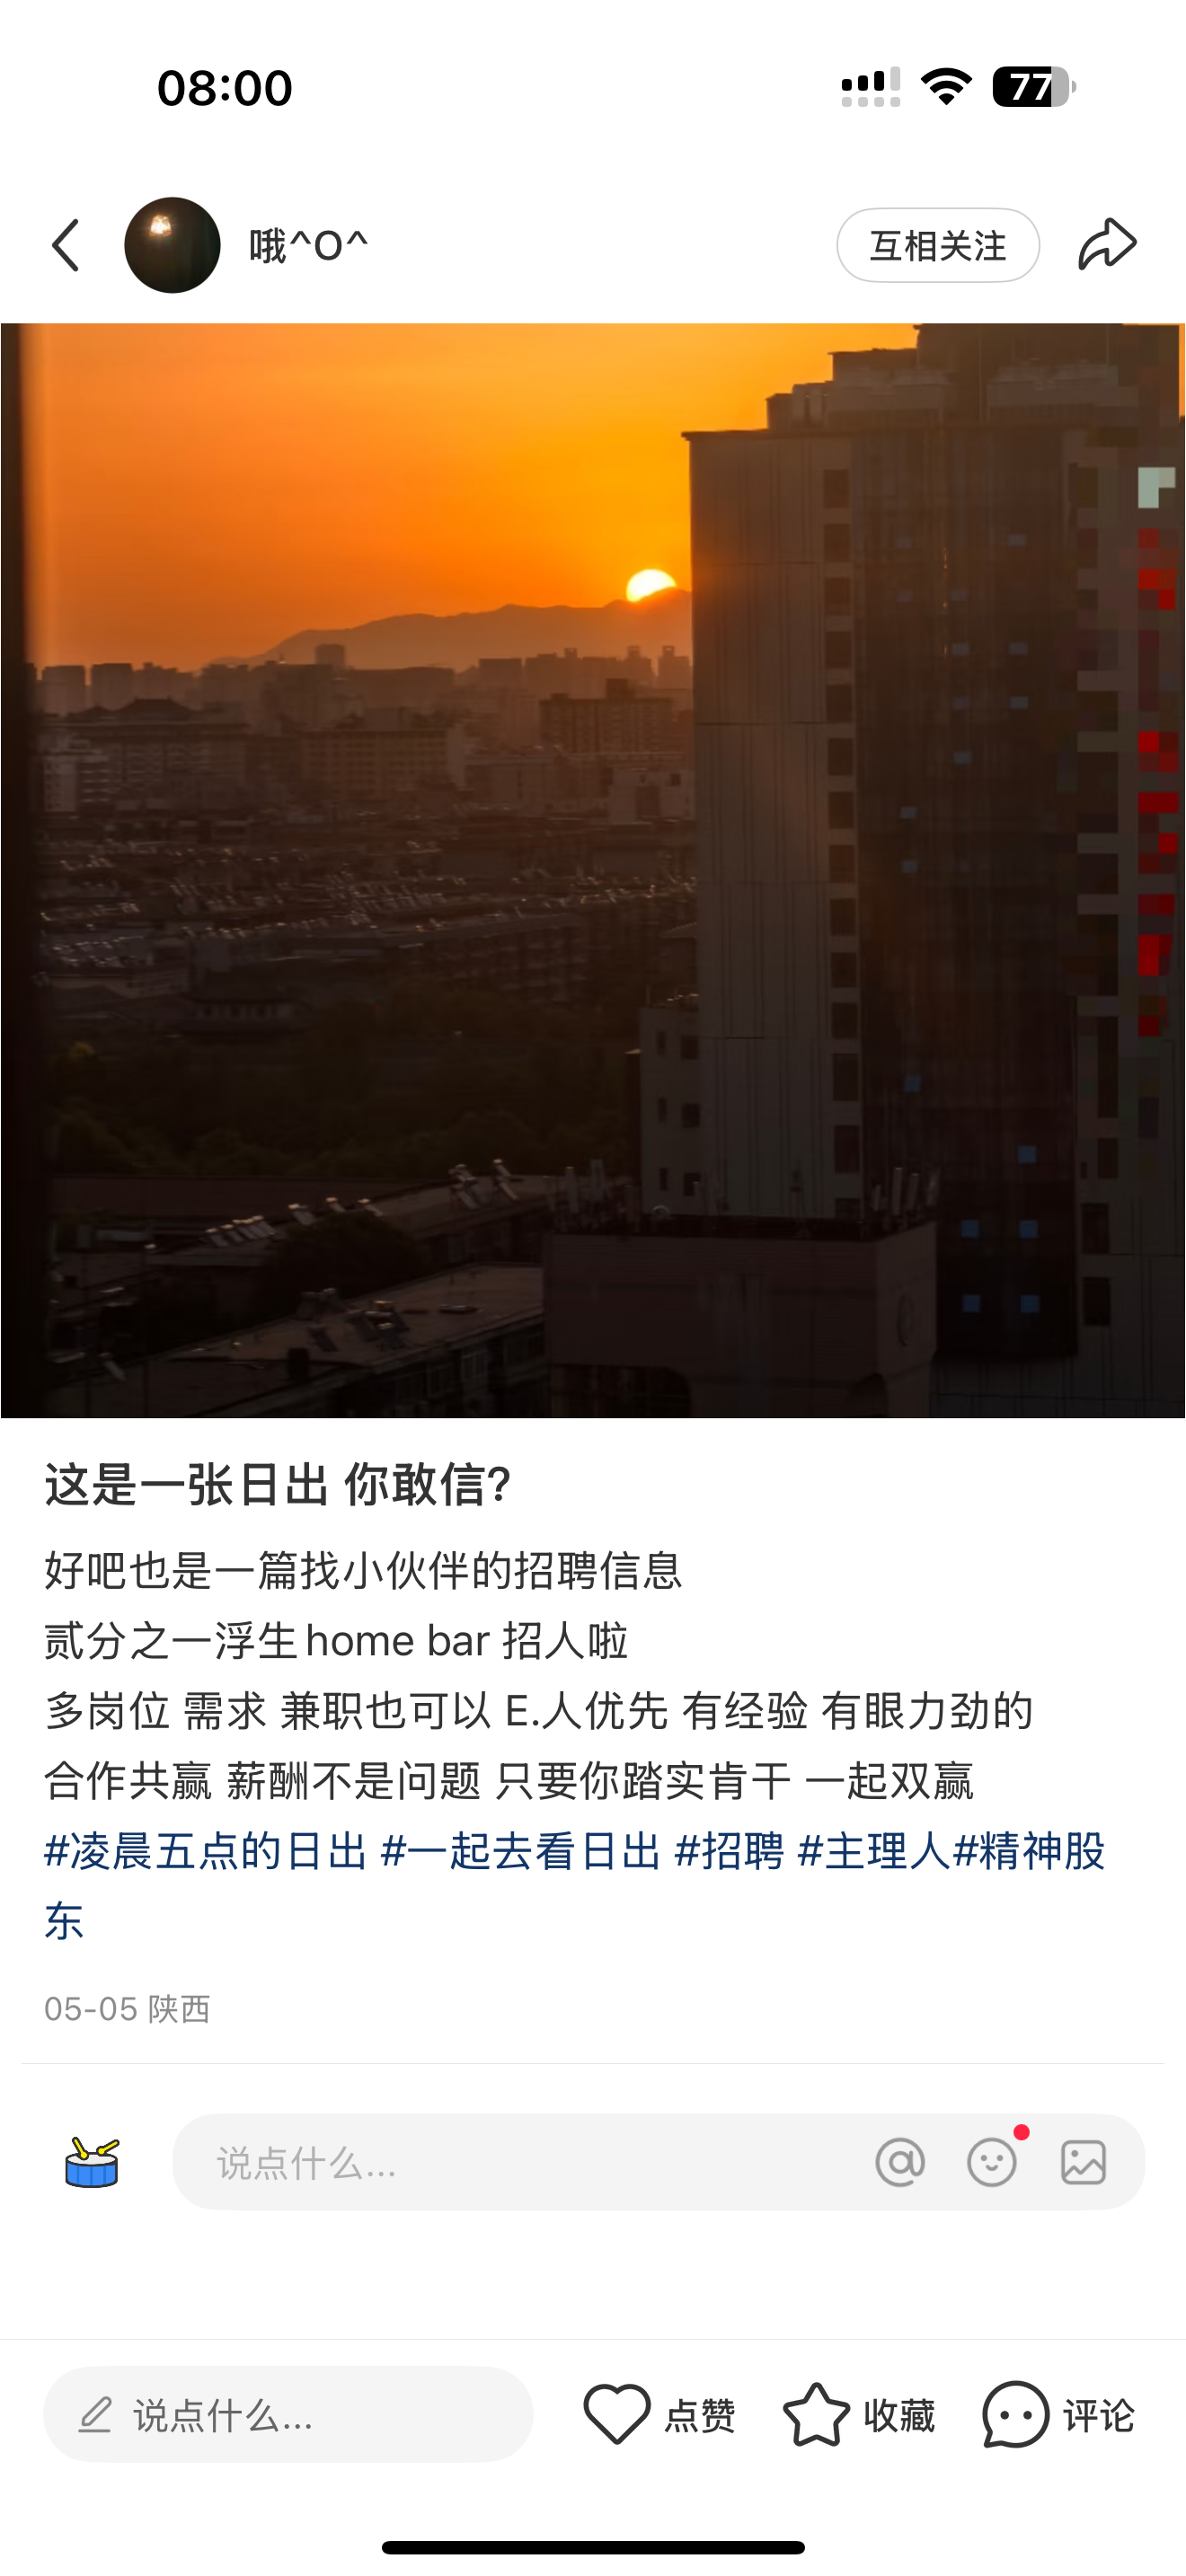 08:00
77
哦^O^
互相关注
这是一张日出 你敢信?
好吧也是一篇找小伙伴的招聘信息
贰分之一浮生home bar 招人啦
多岗位 需求 兼职也可以 E.人优先 有经验 有眼力劲的
合作共赢 薪酬不是问题 只要你踏实肯干 一起双赢
#凌晨五点的日出 #一起去看日出 #招聘 #主理人#精神股
东
05-05 陕西
说点什么...
说点什么...
点赞
收藏
评论